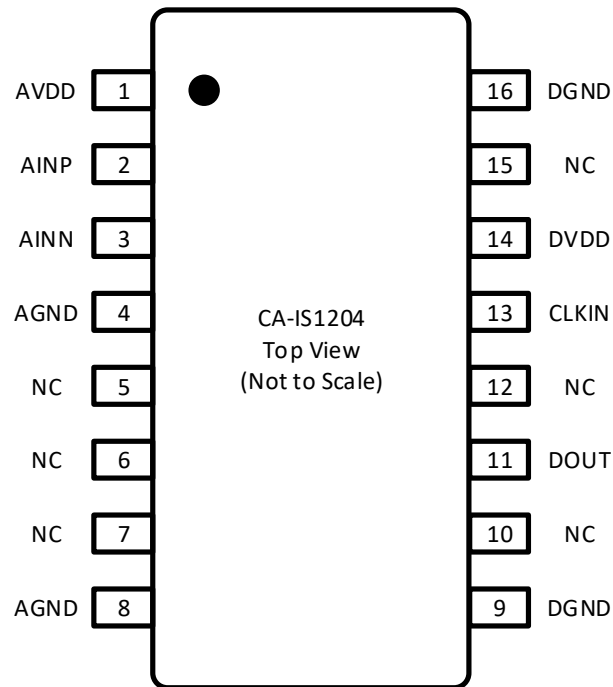 AVDD 1 16 DGND
AINP 2 15 NC
AINN 3 14 DVDD
AGND 4 13 CLKIN
CA-IS1204
Top View
(Not to Scale)
NC 5 12 NC
NC 6 11 DOUT
NC 7 10 NC
AGND 8 9 DGND